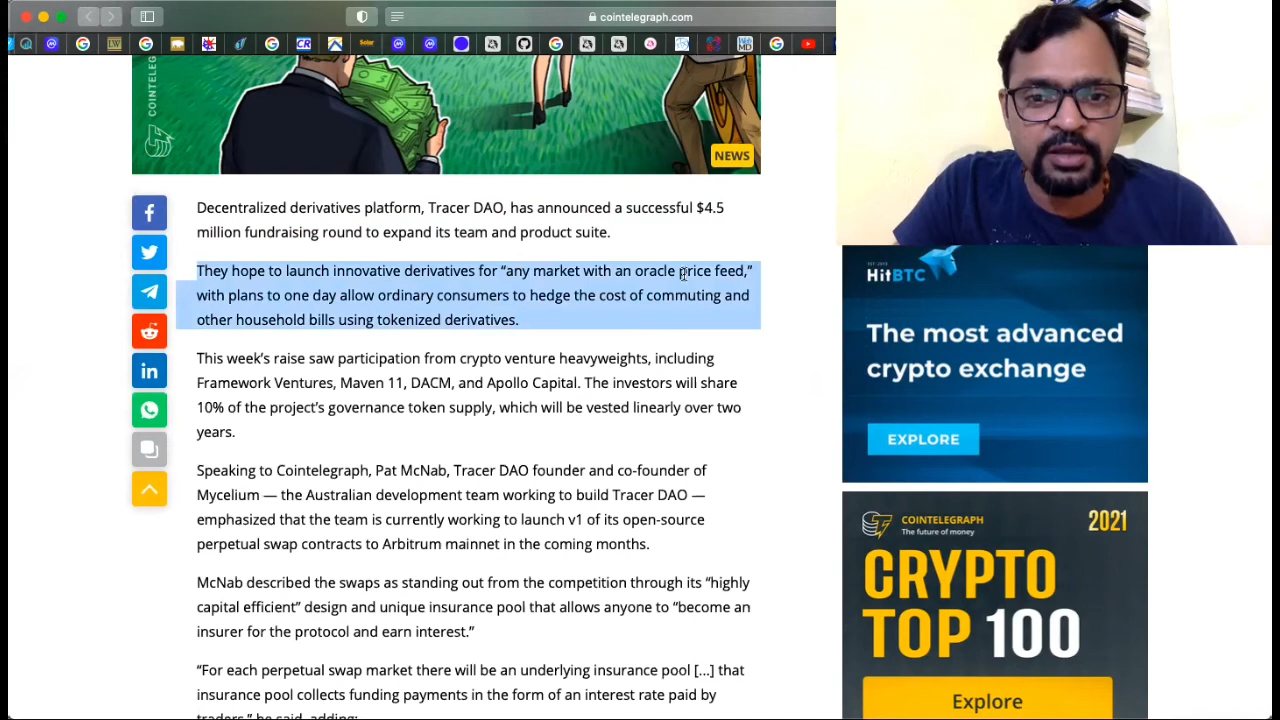 cointelegraph.com
LW
CR
Solar
MD
COINTELEGRAPH
NEWS
Decentralized derivatives platform, Tracer DAO, has announced a successful $4.5
million fundraising round to expand its team and product suite.
They hope to launch innovative derivatives for “any market with an oracle price feed,”
with plans to one day allow ordinary consumers to hedge the cost of commuting and
other household bills using tokenized derivatives.
This week’s raise saw participation from crypto venture heavyweights, including
Framework Ventures, Maven 11, DACM, and Apollo Capital. The investors will share
10% of the project’s governance token supply, which will be vested linearly over two
years.
Speaking to Cointelegraph, Pat McNab, Tracer DAO founder and co-founder of
Mycelium — the Australian development team working to build Tracer DAO —
emphasized that the team is currently working to launch v1 of its open-source
perpetual swap contracts to Arbitrum mainnet in the coming months.
McNab described the swaps as standing out from the competition through its “highly
capital efficient” design and unique insurance pool that allows anyone to “become an
insurer for the protocol and earn interest.”
“For each perpetual swap market there will be an underlying insurance pool [...] that
insurance pool collects funding payments in the form of an interest rate paid by
traders,” he said, adding:
HitBTC
The most advanced
crypto exchange
EXPLORE
COINTELEGRAPH
The future of money
2021
CRYPTO
TOP 100
Explore